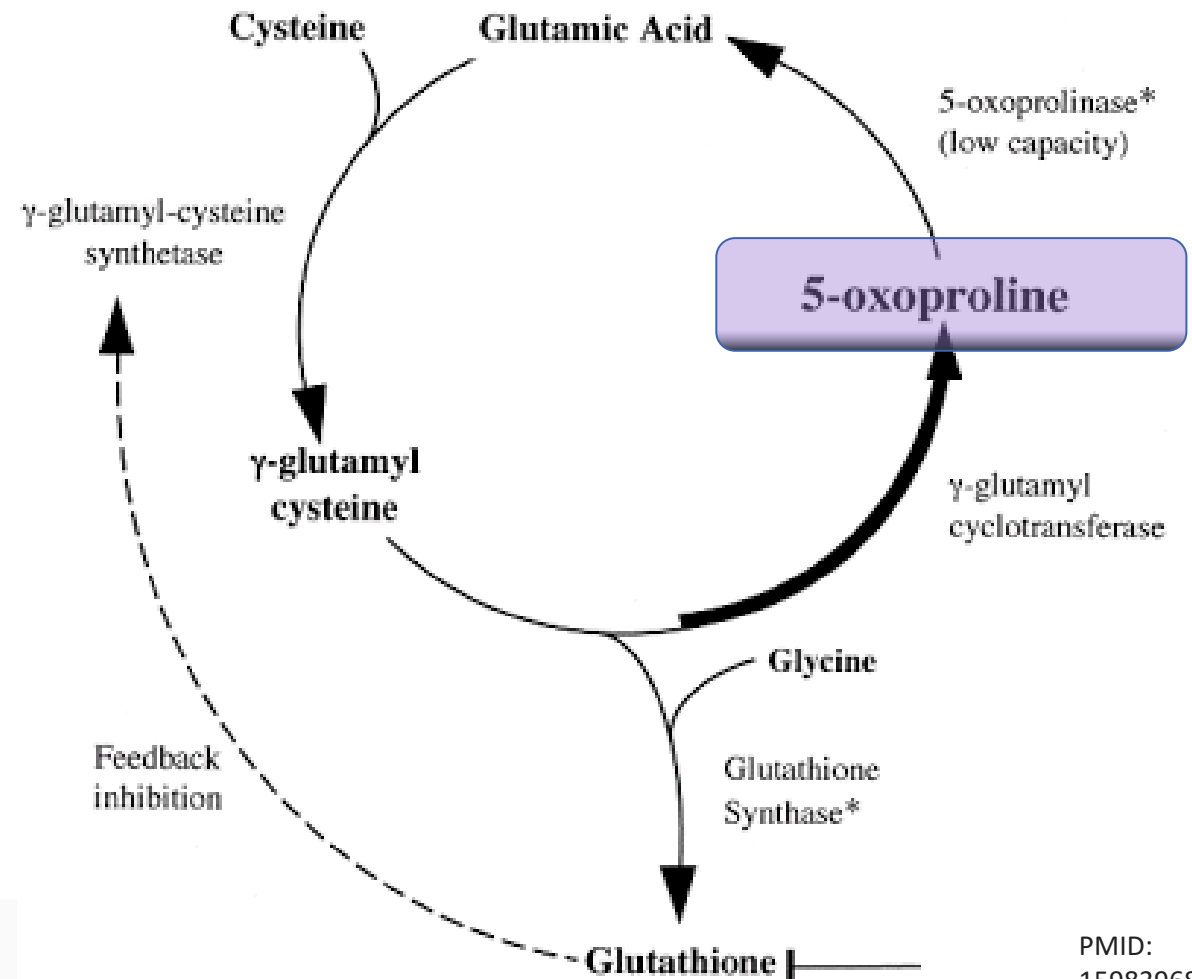 Cysteine
Glutamic Acid
5-oxoprolinase*
(low capacity)
γ-glutamyl-cysteine
synthetase
5-oxoproline
γ-glutamyl
cysteine
γ-glutamyl
cyclotransferase
Glycine
Feedback
inhibition
Glutathione
Synthase*
Glutathione
PMID: